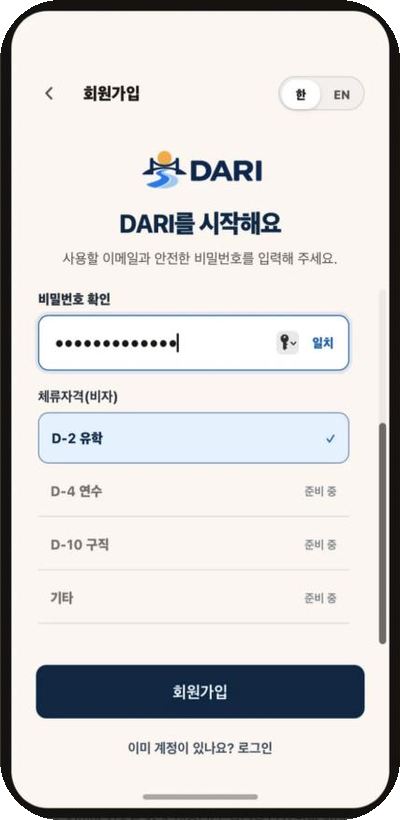 회원가입
한 EN
DARI
DARI를 시작해요
사용할 이메일과 안전한 비밀번호를 입력해 주세요.
비밀번호 확인
•••••••••••••
일치
체류자격(비자)
D-2 유학
D-4 연수 준비 중
D-10 구직 준비 중
기타 준비 중
회원가입
이미 계정이 있나요? 로그인